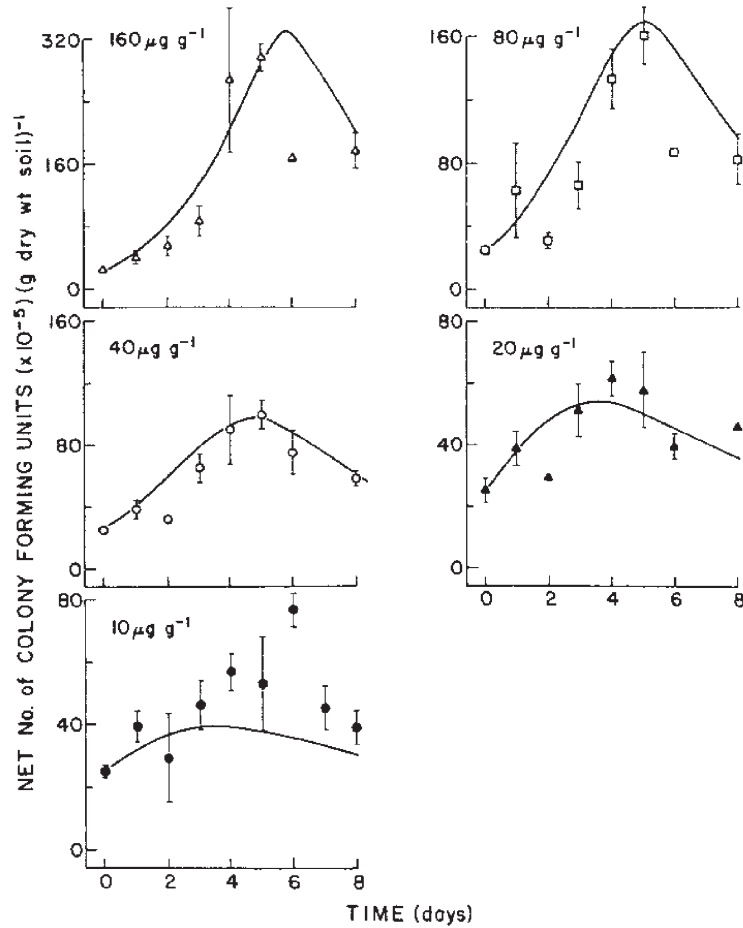 NET No. of COLONY FORMING UNITS (×10⁻⁵) (g dry wt soil)⁻¹
160 μg g⁻¹
320
160
0
80 μg g⁻¹
160
80
0
40 μg g⁻¹
160
80
0
20 μg g⁻¹
80
40
0
0 2 4 6 8
10 μg g⁻¹
80
40
0
0 2 4 6 8
TIME (days)